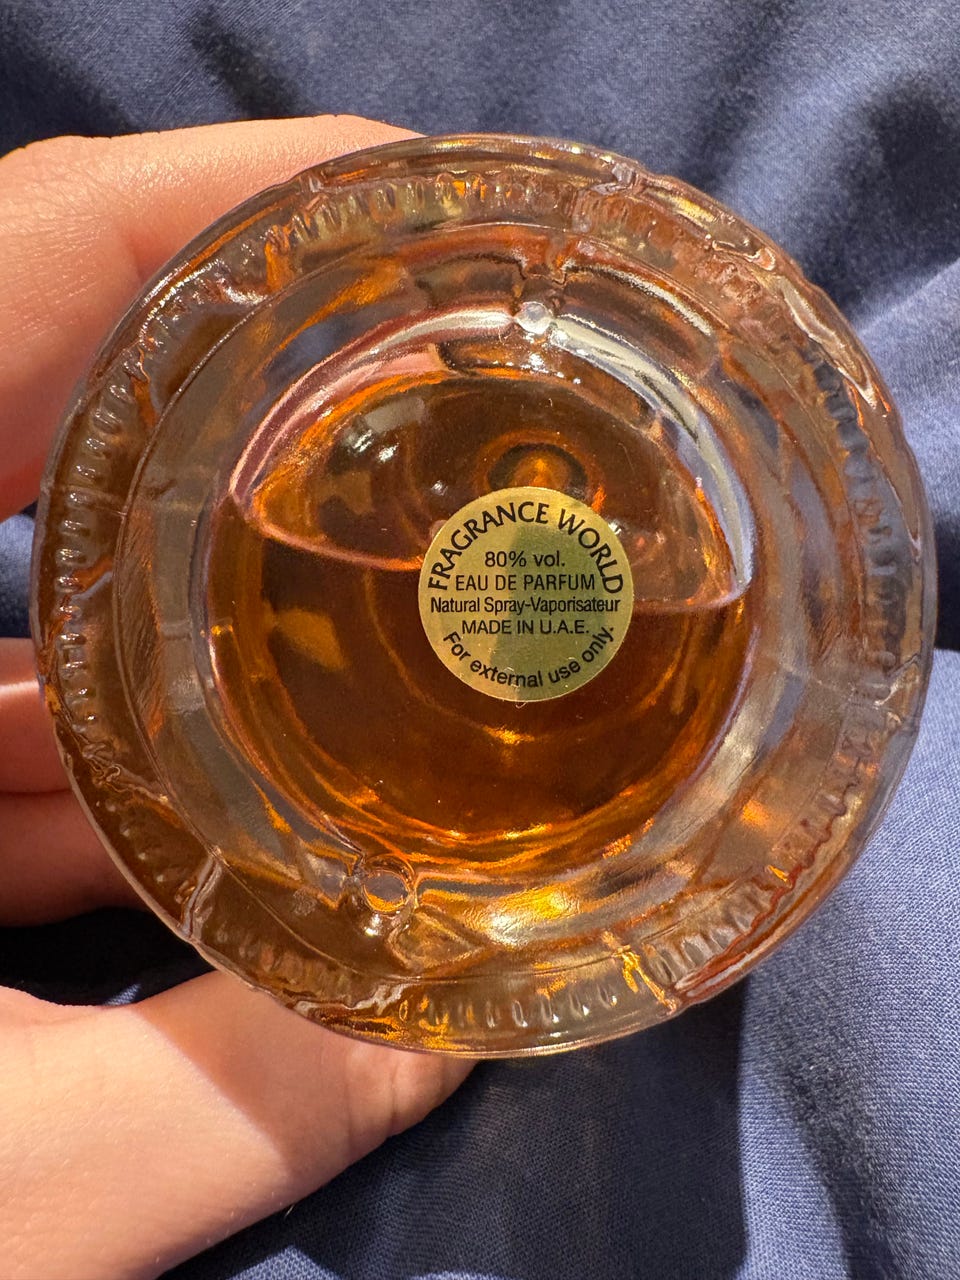 FRAGRANCE WORLD
80% vol.
EAU DE PARFUM
Natural Spray-Vaporisateur
MADE IN U.A.E.
For external use only.